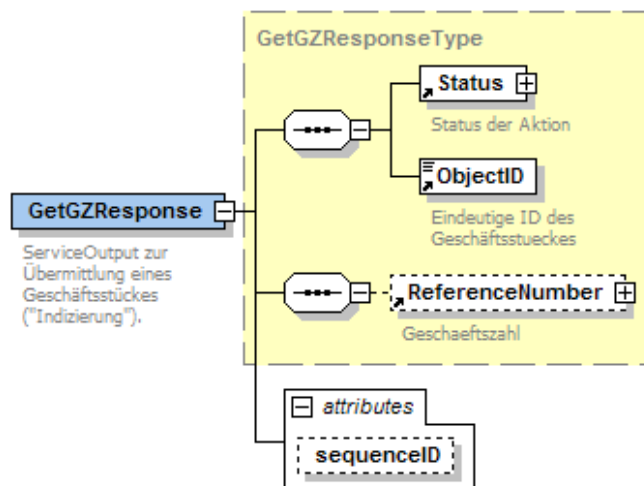 GetGZResponseType
Status
Status der Aktion
ObjectID
Eindeutige ID des
Geschäftsstueckes
GetGZResponse
ServiceOutput zur
Übermittlung eines
Geschäftsstückes
("Indizierung").
ReferenceNumber
Geschaeftszahl
attributes
sequenceID